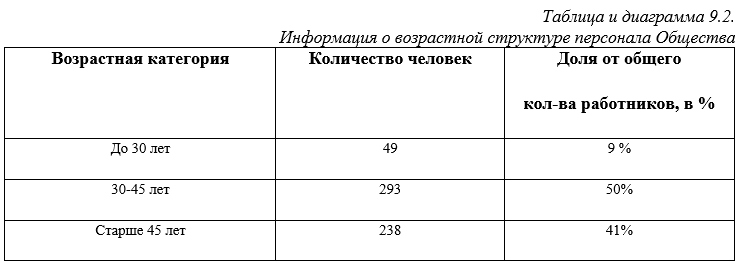 Таблица и диаграмма 9.2.
Информация о возрастной структуре персонала Общества
Возрастная категория Количество человек Доля от общего
кол-ва работников, в %
До 30 лет 49 9 %
30-45 лет 293 50%
Старше 45 лет 238 41%